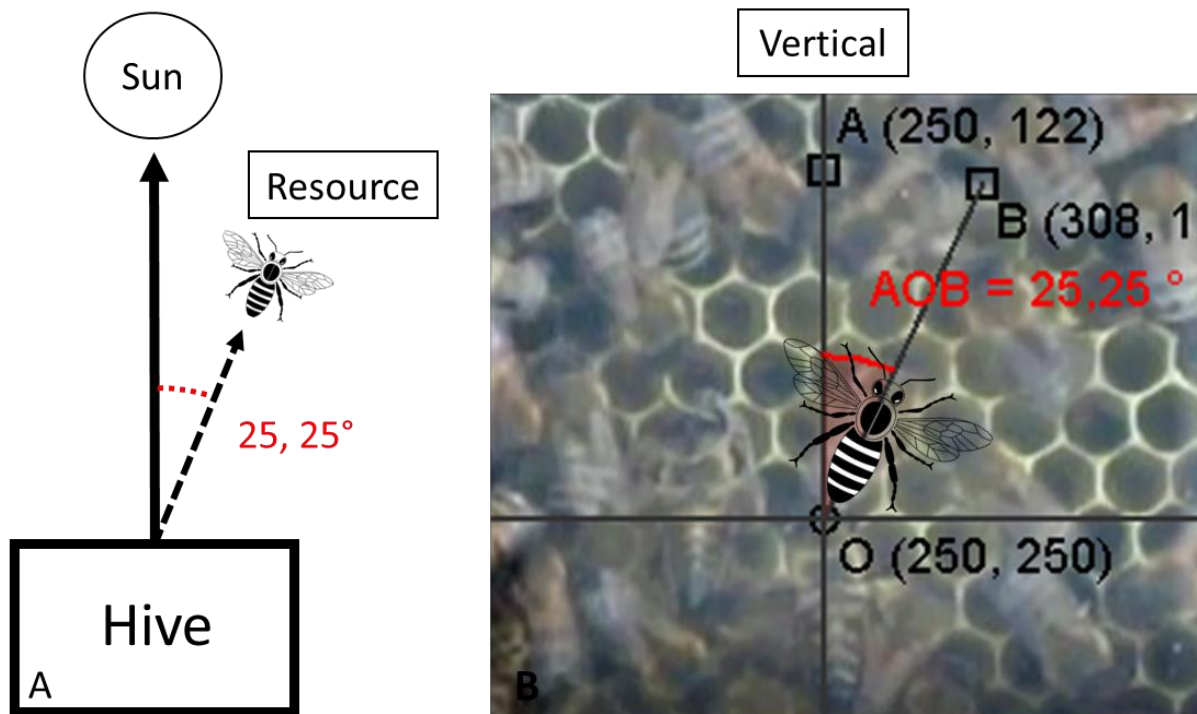 Sun
Resource
25, 25°
Hive
A
Vertical
A (250, 122)
B (308, 1
AOB = 25,25 °
O (250, 250)
B